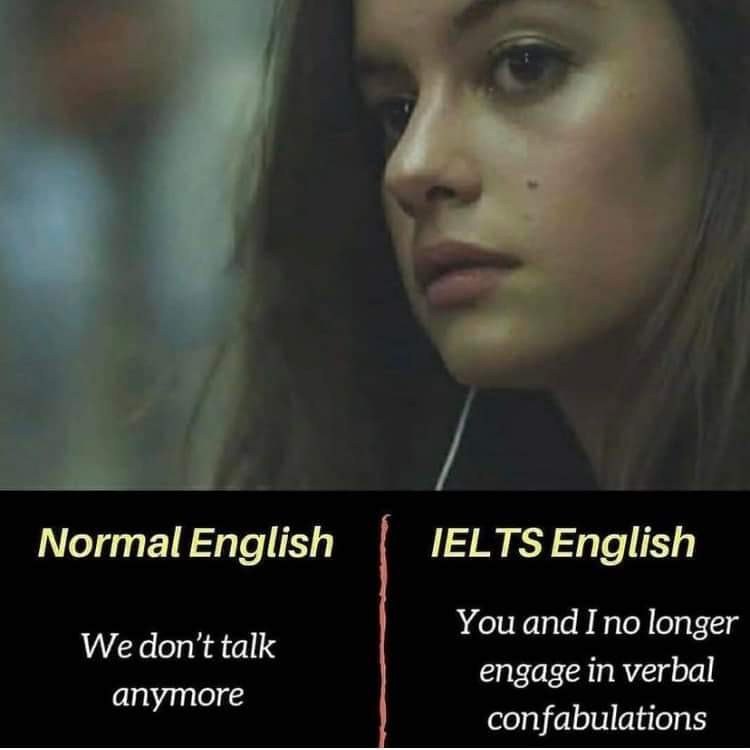 Normal English
We don't talk
anymore
IELTS English
You and I no longer
engage in verbal
confabulations